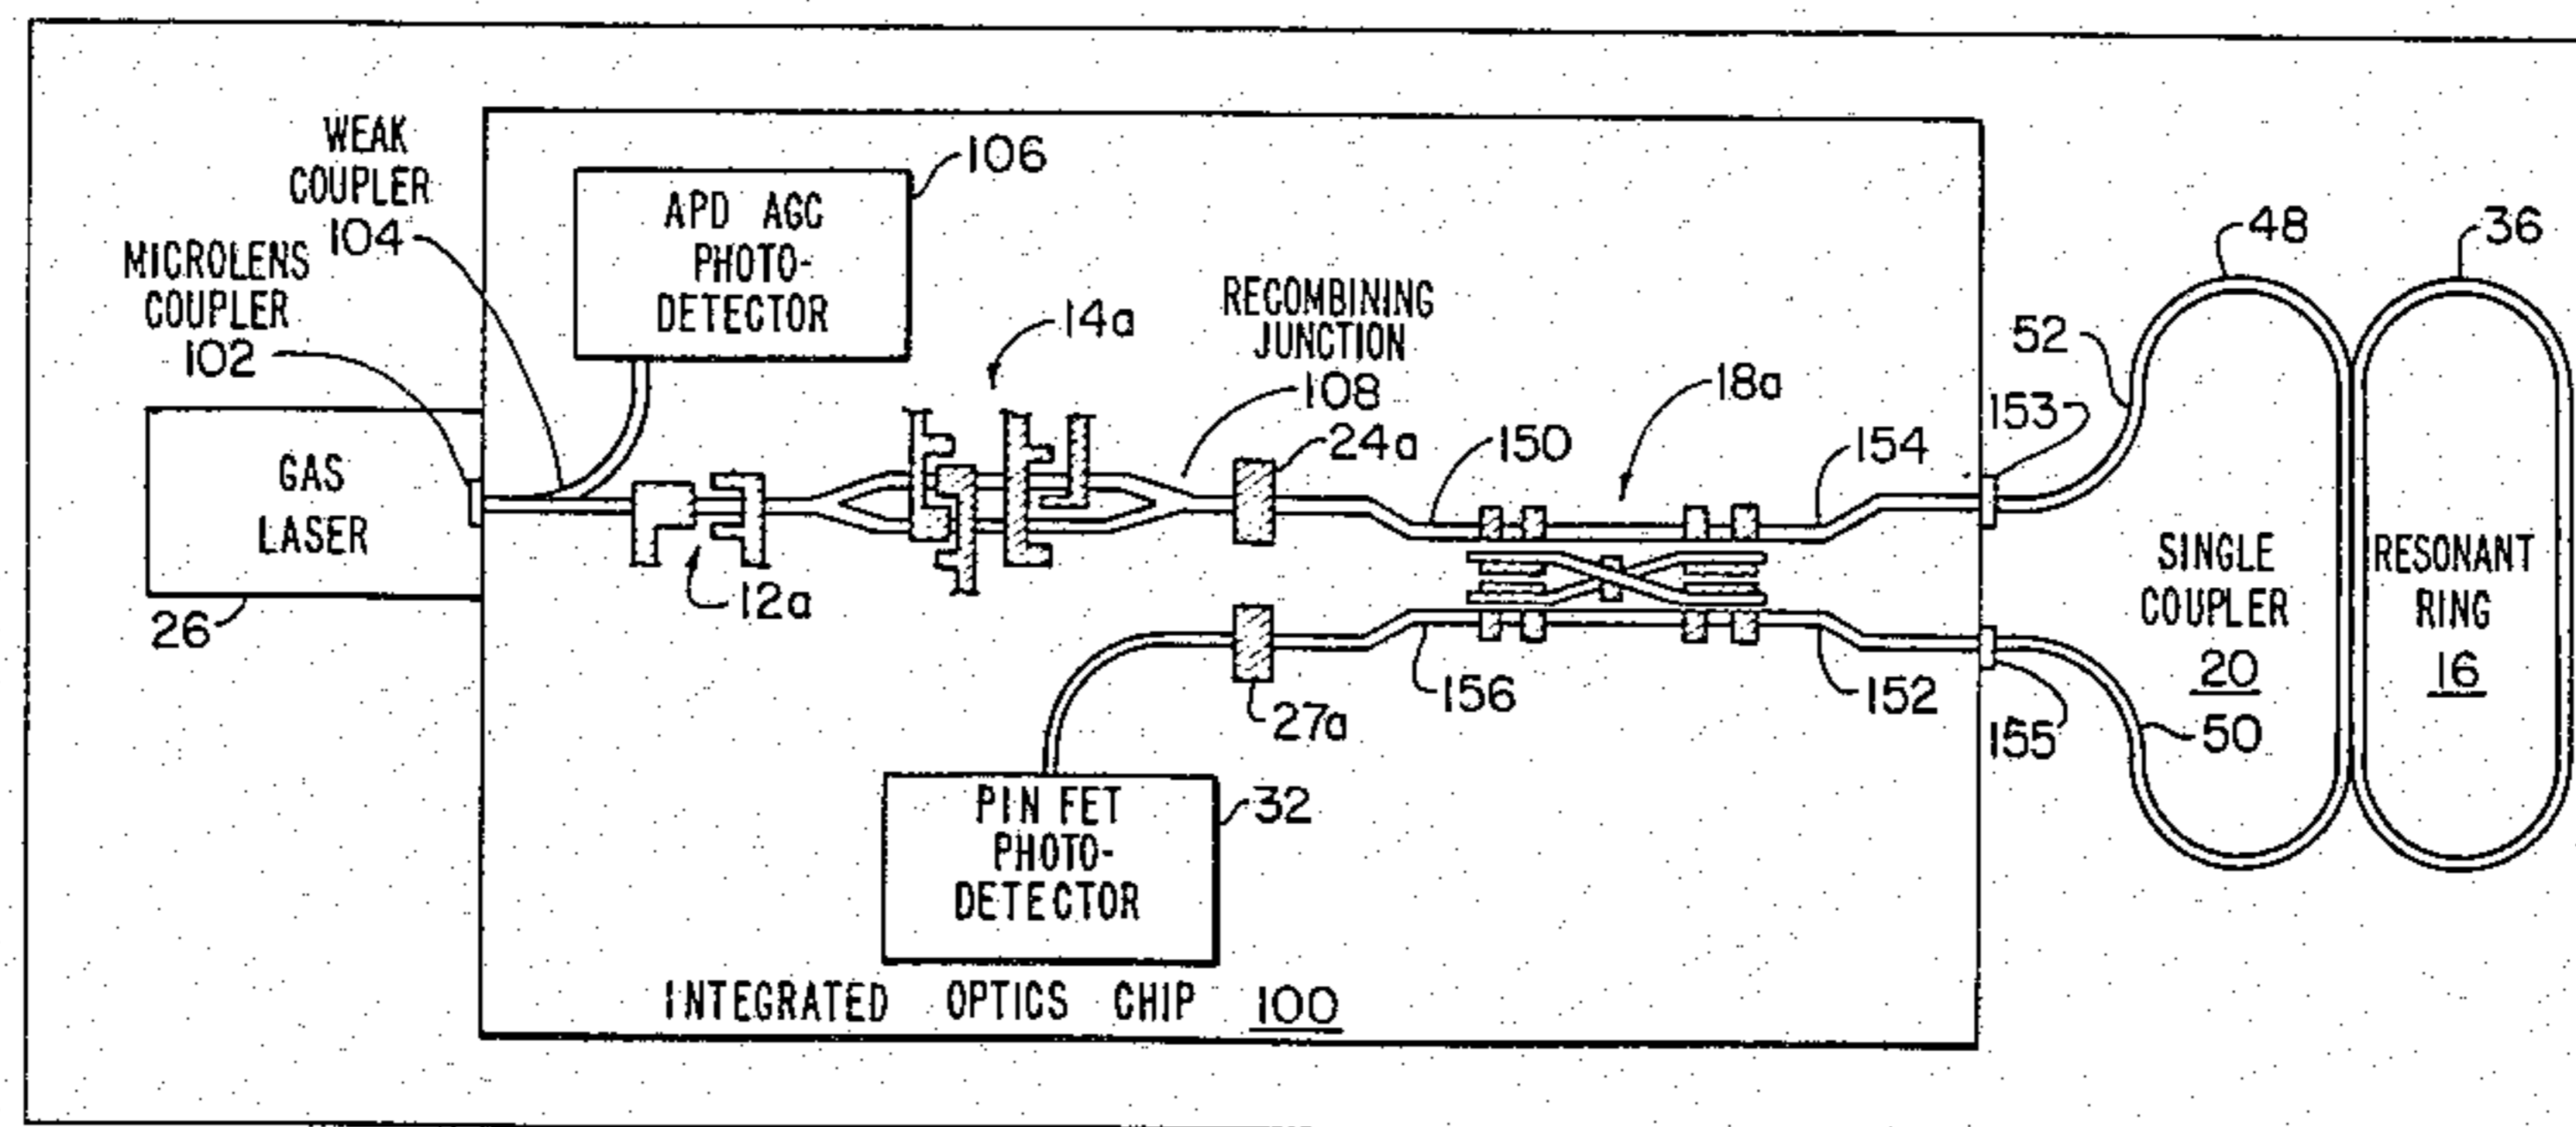 WEAK
COUPLER
104
MICROLENS
COUPLER
102
GAS
LASER
26
APD AGC
PHOTO-
DETECTOR
106
12a
14a
RECOMBINING
JUNCTION
108
24a
27a
150
18a
154
156
152
PIN FET
PHOTO-
DETECTOR
32
INTEGRATED OPTICS CHIP 100
153
155
52
48
50
SINGLE
COUPLER
20
36
RESONANT
RING
16